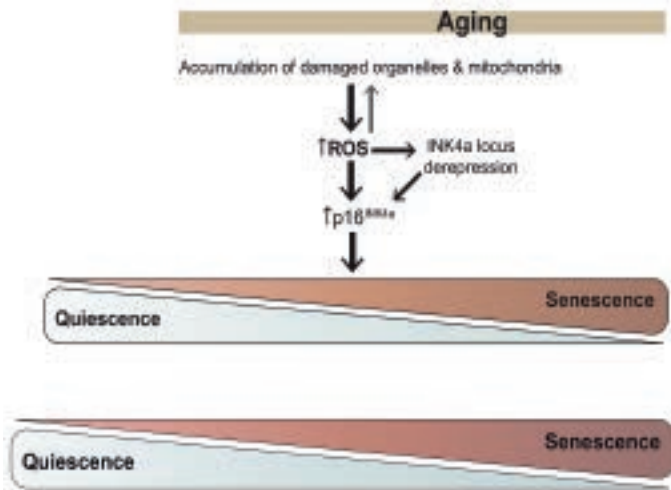 Aging
Accumulation of damaged organelles & mitochondria
↑ROS
INK4a locus
derepression
↑p16
Senescence
Quiescence
Senescence
Quiescence